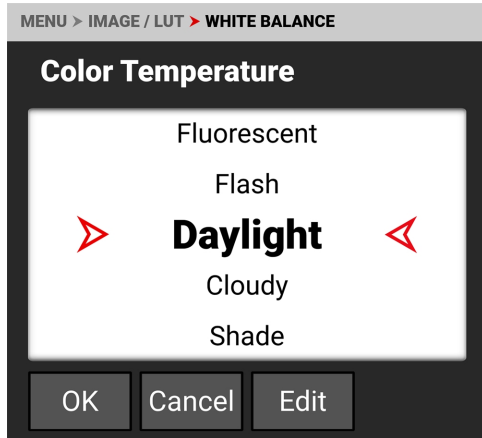 MENU > IMAGE / LUT > WHITE BALANCE
Color Temperature
Fluorescent
Flash
Daylight
Cloudy
Shade
OK Cancel Edit